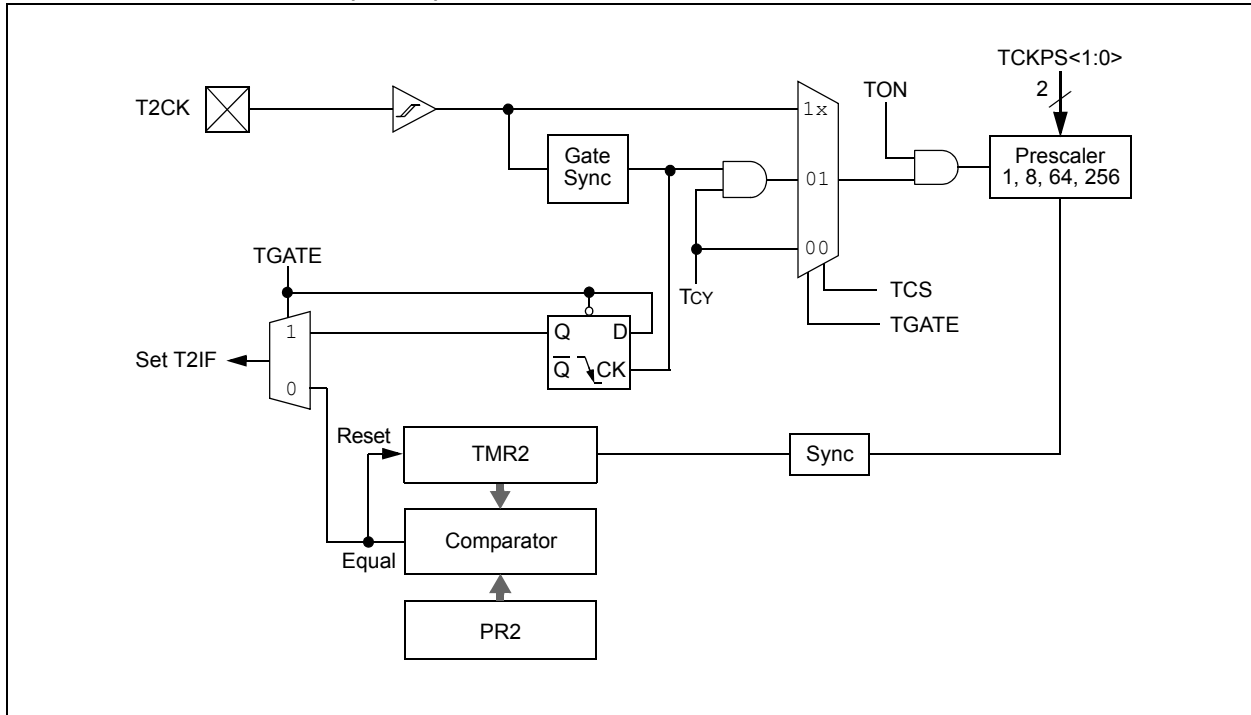 TCKPS<1:0>
2
TON
T2CK
1x
Gate
Sync
Prescaler
1, 8, 64, 256
01
00
TGATE
TCY
TCS
TGATE
1
Q
D
Set T2IF
Q
CK
0
Reset
TMR2
Sync
Comparator
Equal
PR2